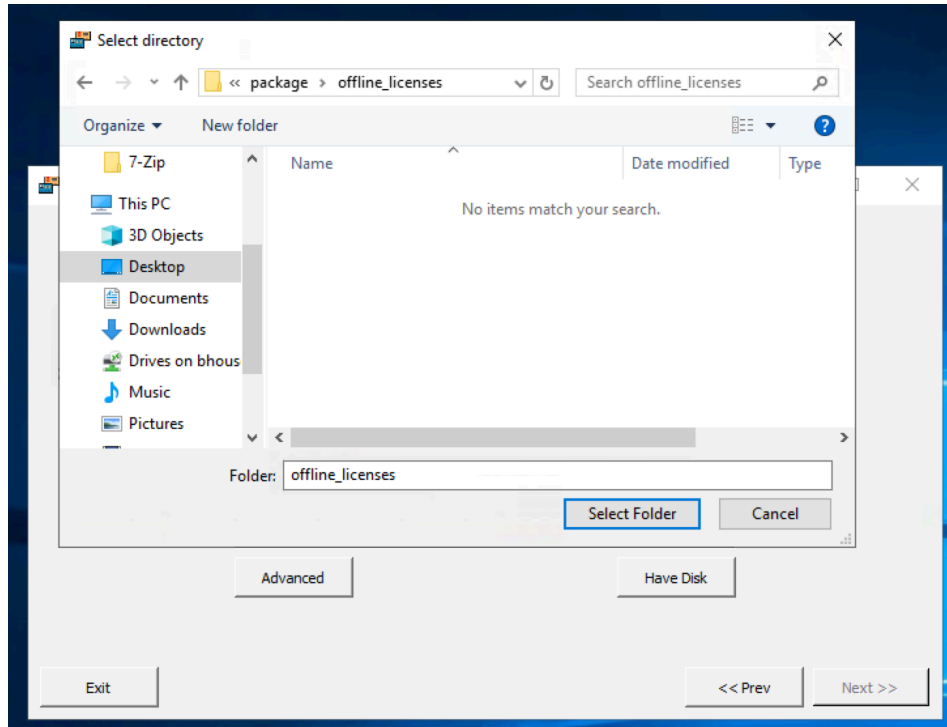 Select directory
« package > offline_licenses
Search offline_licenses
Organize
New folder
?
7-Zip
Name
Date modified
Type
This PC
No items match your search.
3D Objects
Desktop
Documents
Downloads
Drives on bhous
Music
Pictures
Folder: offline_licenses
Select Folder
Cancel
Advanced
Have Disk
Exit
<< Prev
Next >>